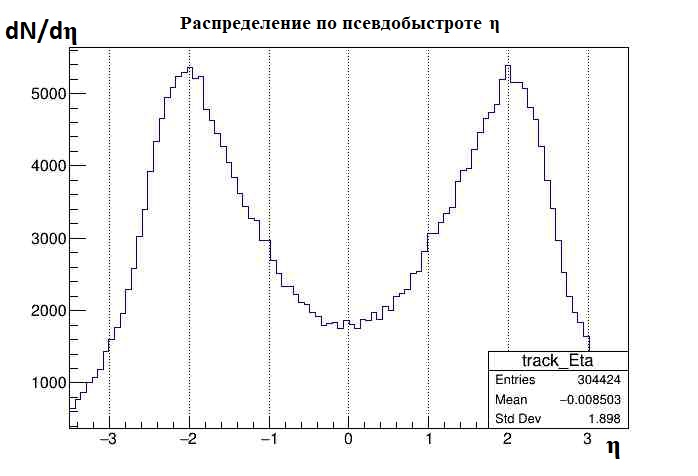 Распределение по псевдобыстроте η
dN/dη
5000
4000
3000
2000
1000
track_Eta
Entries 304424
Mean −0.008503
Std Dev 1.898
−3 −2 −1 0 1 2 3
η